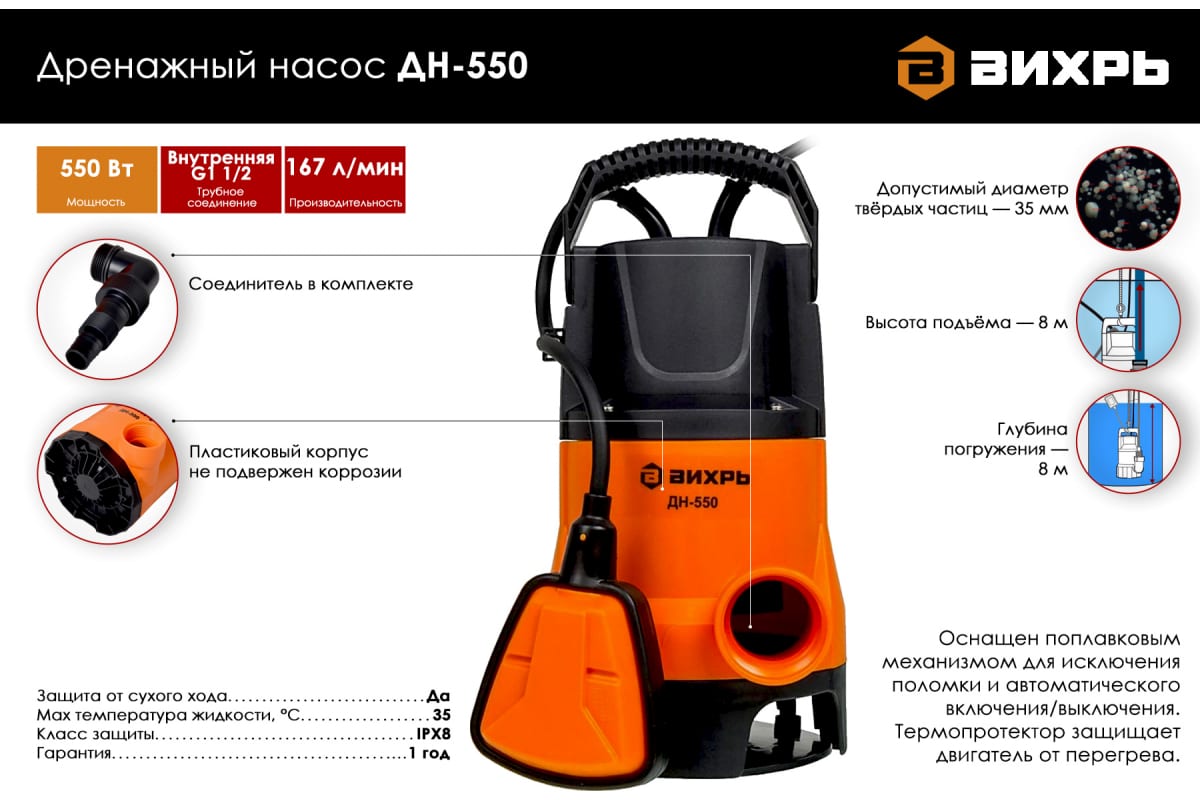 Дренажный насос ДН-550
ВИХРЬ
550 Вт
Мощность
Внутренняя
G1 1/2
Трубное
соединение
167 л/мин
Производительность
Соединитель в комплекте
ДН-550
Пластиковый корпус
не подвержен коррозии
Защита от сухого хода........................Да
Мах температура жидкости, °С..................35
Класс защиты.................................IPX8
Гарантия.....................................1 год
ВИХРЬ
ДН-550
Допустимый диаметр
твёрдых частиц — 35 мм
Высота подъёма — 8 м
Глубина
погружения —
8 м
Оснащен поплавковым
механизмом для исключения
поломки и автоматического
включения/выключения.
Термопротектор защищает
двигатель от перегрева.